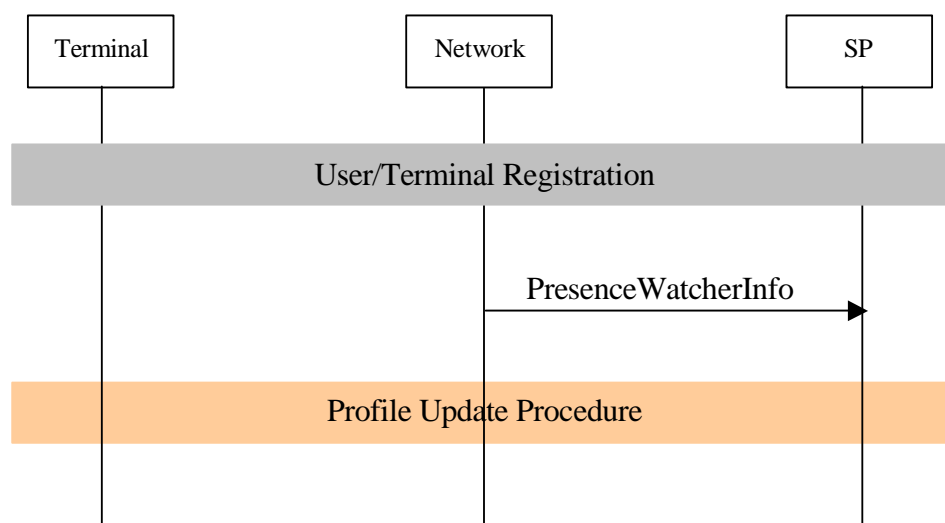 Terminal
Network
SP
User/Terminal Registration
PresenceWatcherInfo
Profile Update Procedure